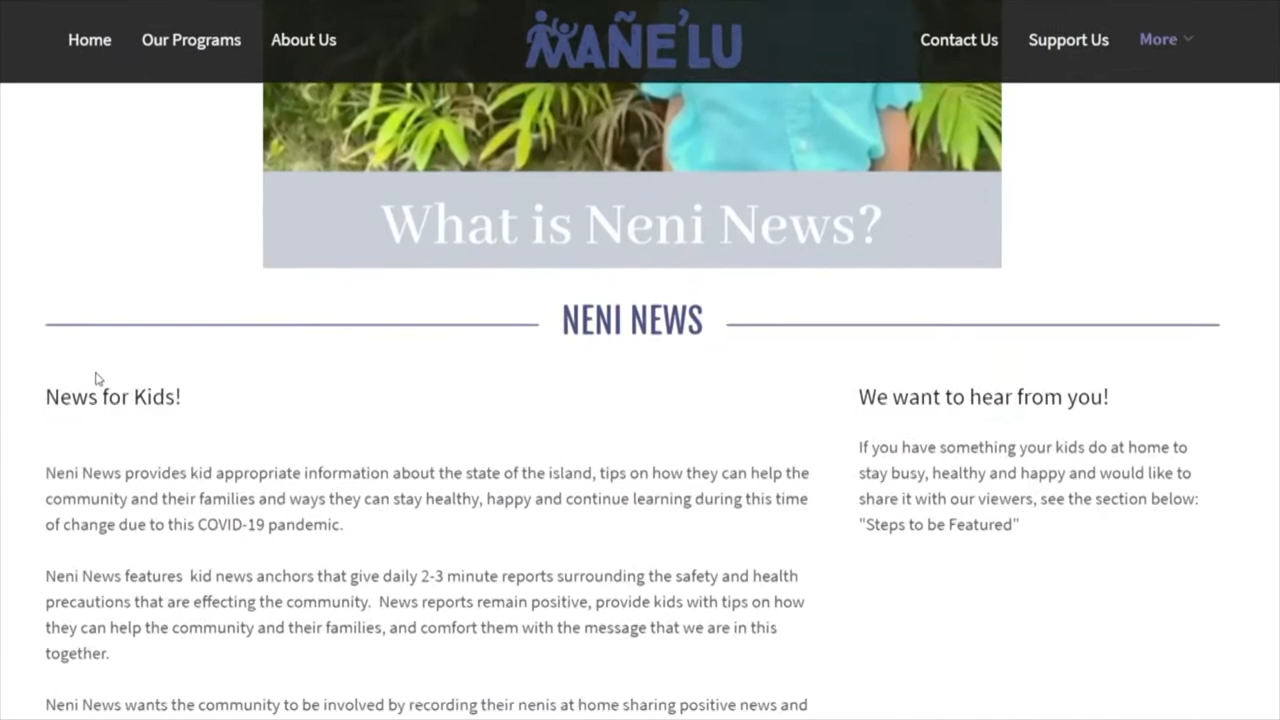 Home Our Programs About Us MAÑE'LU Contact Us Support Us More
What is Neni News?
NENI NEWS
News for Kids!
Neni News provides kid appropriate information about the state of the island, tips on how they can help the
community and their families and ways they can stay healthy, happy and continue learning during this time
of change due to this COVID-19 pandemic.
Neni News features kid news anchors that give daily 2-3 minute reports surrounding the safety and health
precautions that are effecting the community. News reports remain positive, provide kids with tips on how
they can help the community and their families, and comfort them with the message that we are in this
together.
Neni News wants the community to be involved by recording their nenis at home sharing positive news and
We want to hear from you!
If you have something your kids do at home to
stay busy, healthy and happy and would like to
share it with our viewers, see the section below:
"Steps to be Featured"